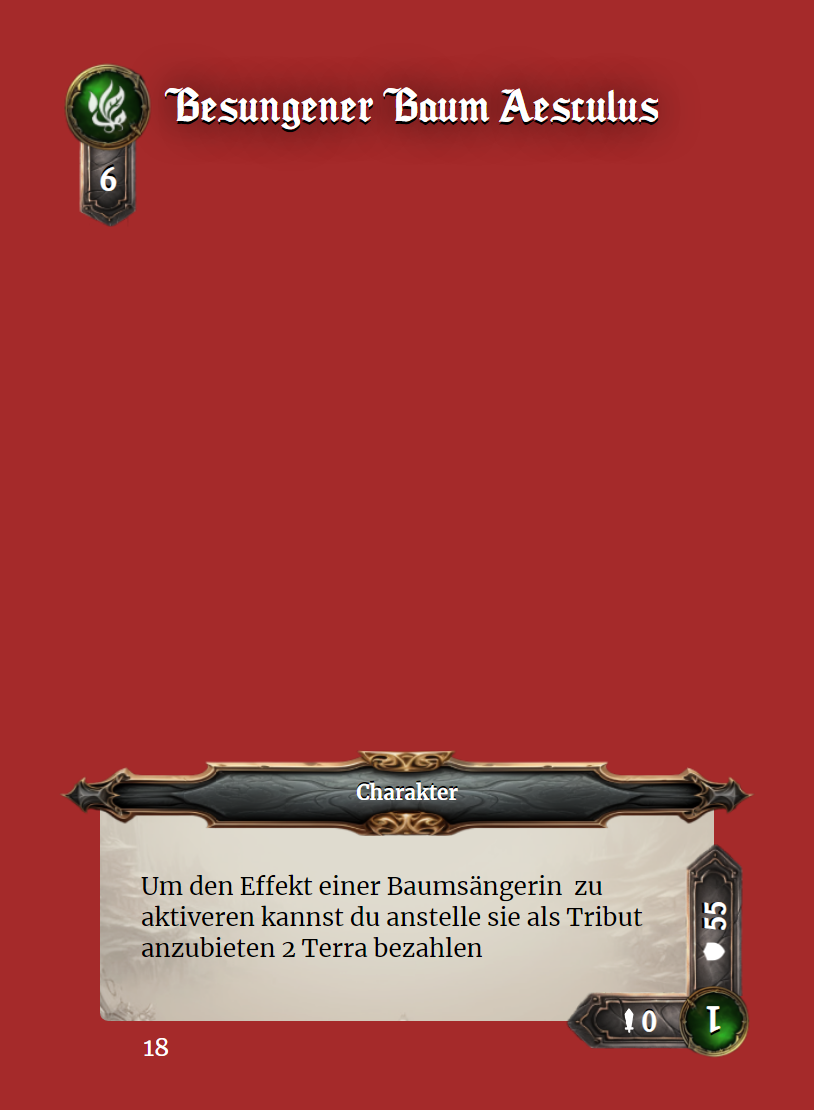 Besungener Baum Aesculus
6
Charakter
Um den Effekt einer Baumsängerin  zu
aktiveren kannst du anstelle sie als Tribut
anzubieten 2 Terra bezahlen
55
0
1
18